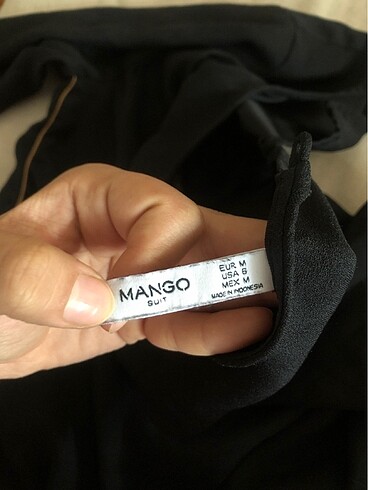 MANGO
SUIT
EUR M
USA 6
MEX M
MADE IN INDONESIA